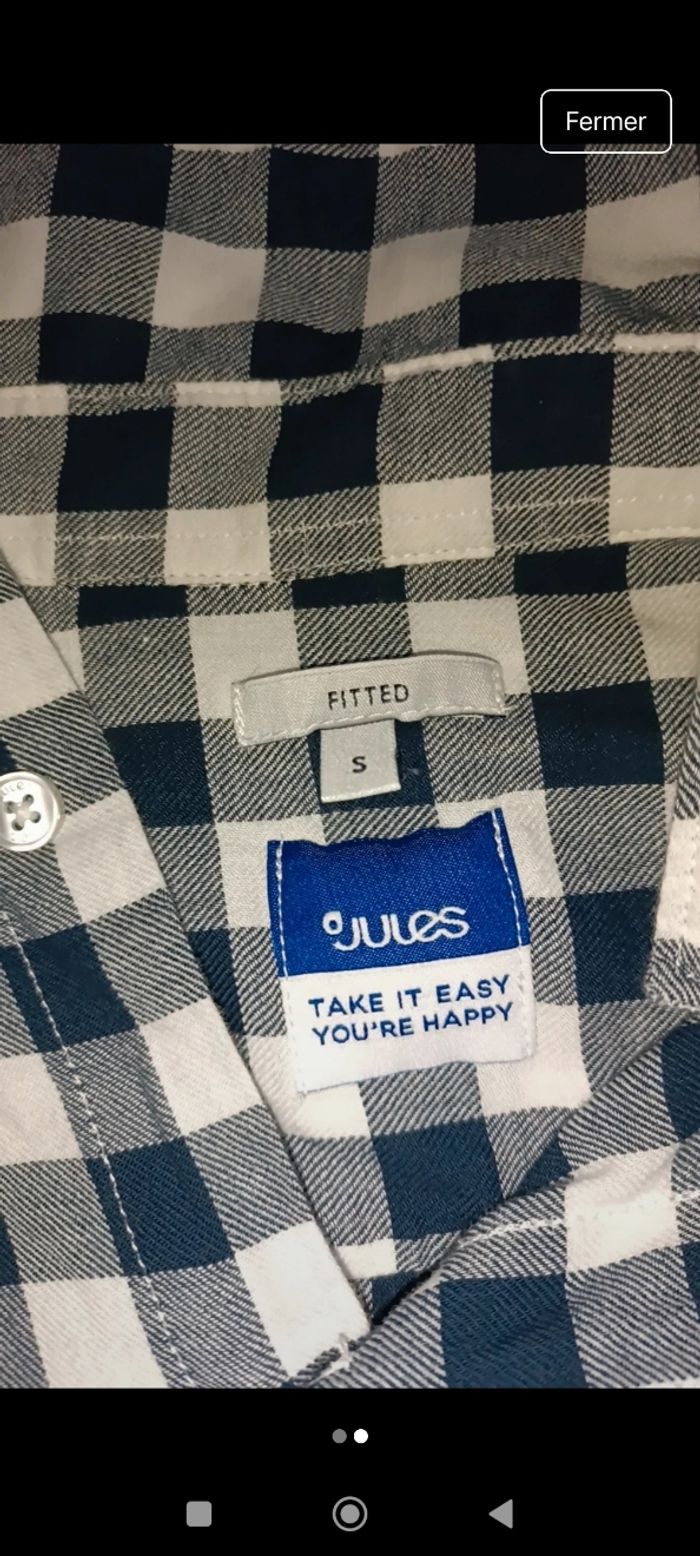 Fermer
FITTED
S
JULES
TAKE IT EASY
YOU'RE HAPPY